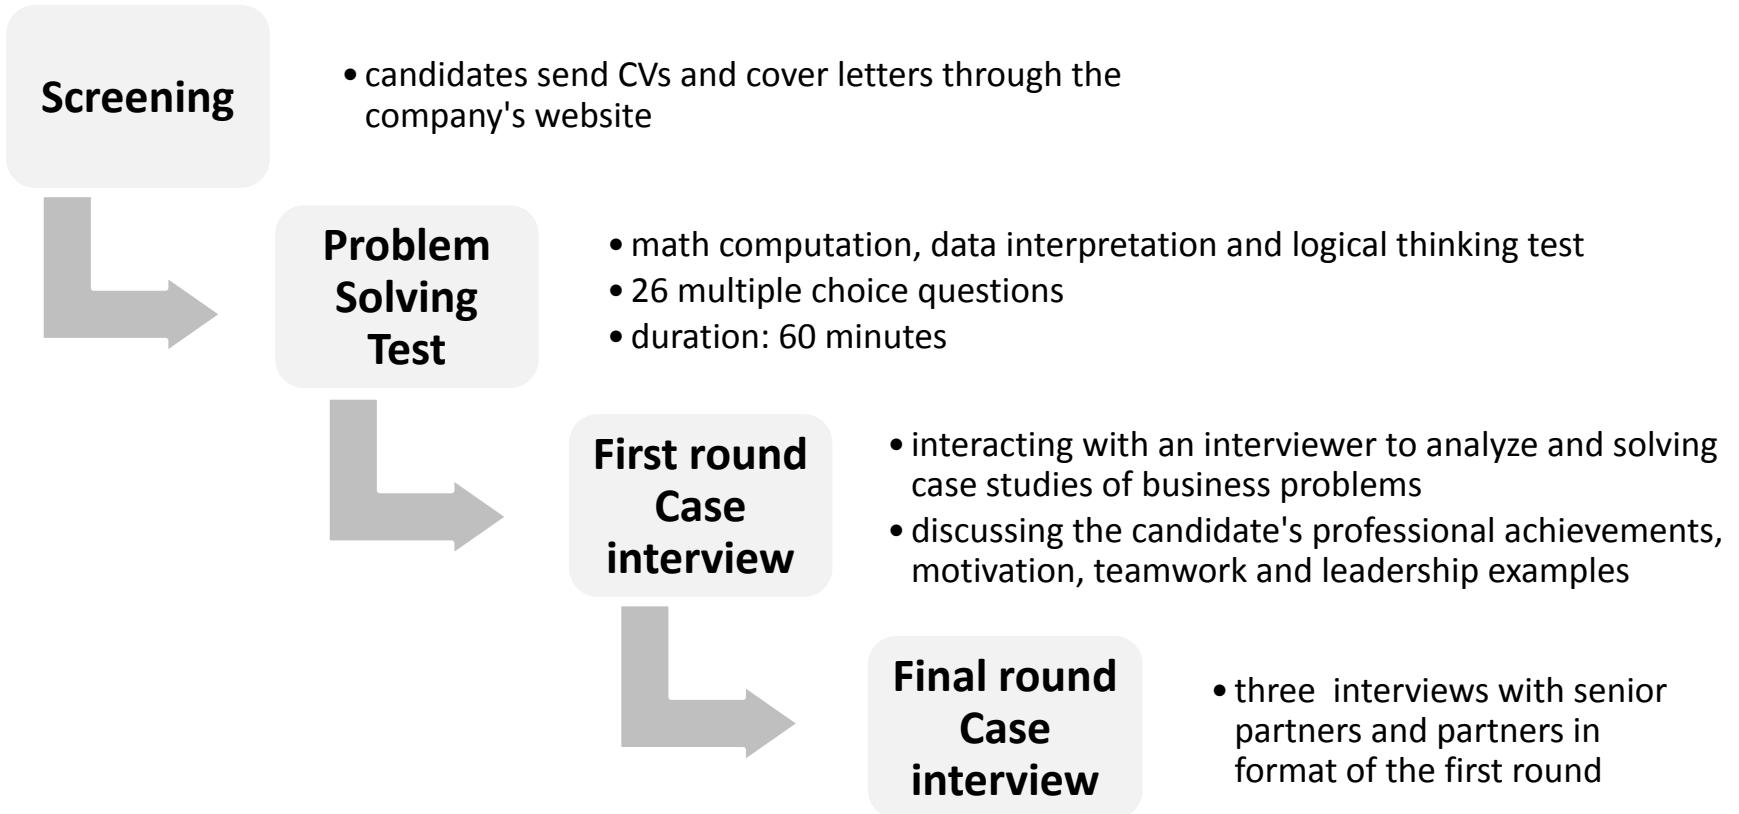 Screening
• candidates send CVs and cover letters through the
company's website
Problem
Solving
Test
• math computation, data interpretation and logical thinking test
• 26 multiple choice questions
• duration: 60 minutes
First round
Case
interview
• interacting with an interviewer to analyze and solving
case studies of business problems
• discussing the candidate's professional achievements,
motivation, teamwork and leadership examples
Final round
Case
interview
• three  interviews with senior
partners and partners in
format of the first round